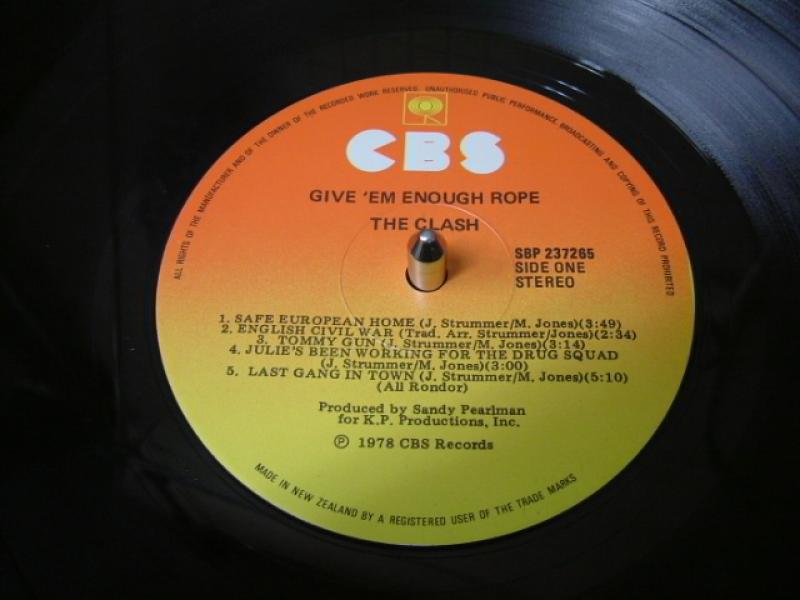 ALL RIGHTS OF THE MANUFACTURER AND OF THE OWNER OF THE RECORDED WORK RESERVED. UNAUTHORISED PUBLIC PERFORMANCE BROADCASTING AND COPYING OF THIS RECORD PROHIBITED
CBS
GIVE 'EM ENOUGH ROPE
THE CLASH
SBP 237265
SIDE ONE
STEREO
1. SAFE EUROPEAN HOME (J. Strummer/M. Jones)(3:49)
2. ENGLISH CIVIL WAR (Trad. Arr. Strummer/Jones)(2:34)
3. TOMMY GUN (J. Strummer/M. Jones)(3:14)
4. JULIE'S BEEN WORKING FOR THE DRUG SQUAD
(J. Strummer/M. Jones)(3:00)
5. LAST GANG IN TOWN (J. Strummer/M. Jones)(5:10)
(All Rondor)
Produced by Sandy Pearlman
for K.P. Productions, Inc.
℗ 1978 CBS Records
MADE IN NEW ZEALAND BY A REGISTERED USER OF THE TRADE MARKS